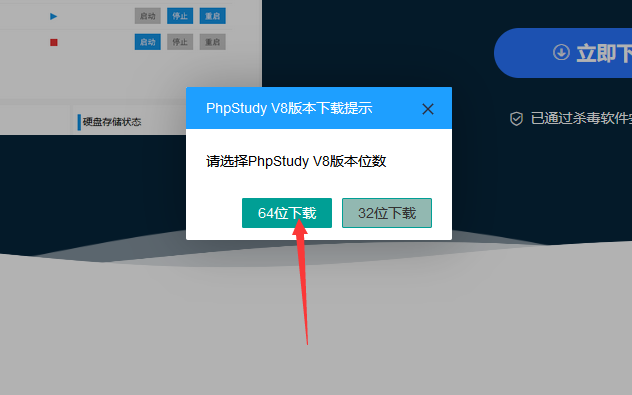 启动 停止 重启
启动 停止 重启
立即下
PhpStudy V8版本下载提示
硬盘存储状态
已通过杀毒软件
请选择PhpStudy V8版本位数
64位下载 32位下载